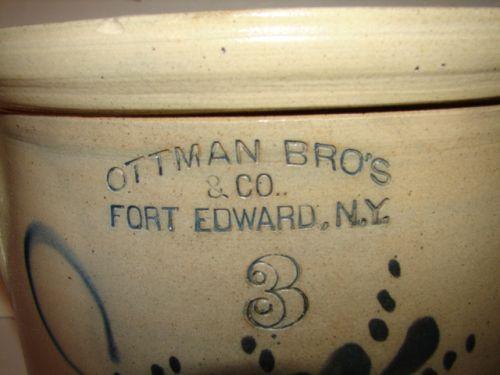 OTTMAN BRO'S
& CO..
FORT EDWARD, N.Y.
3